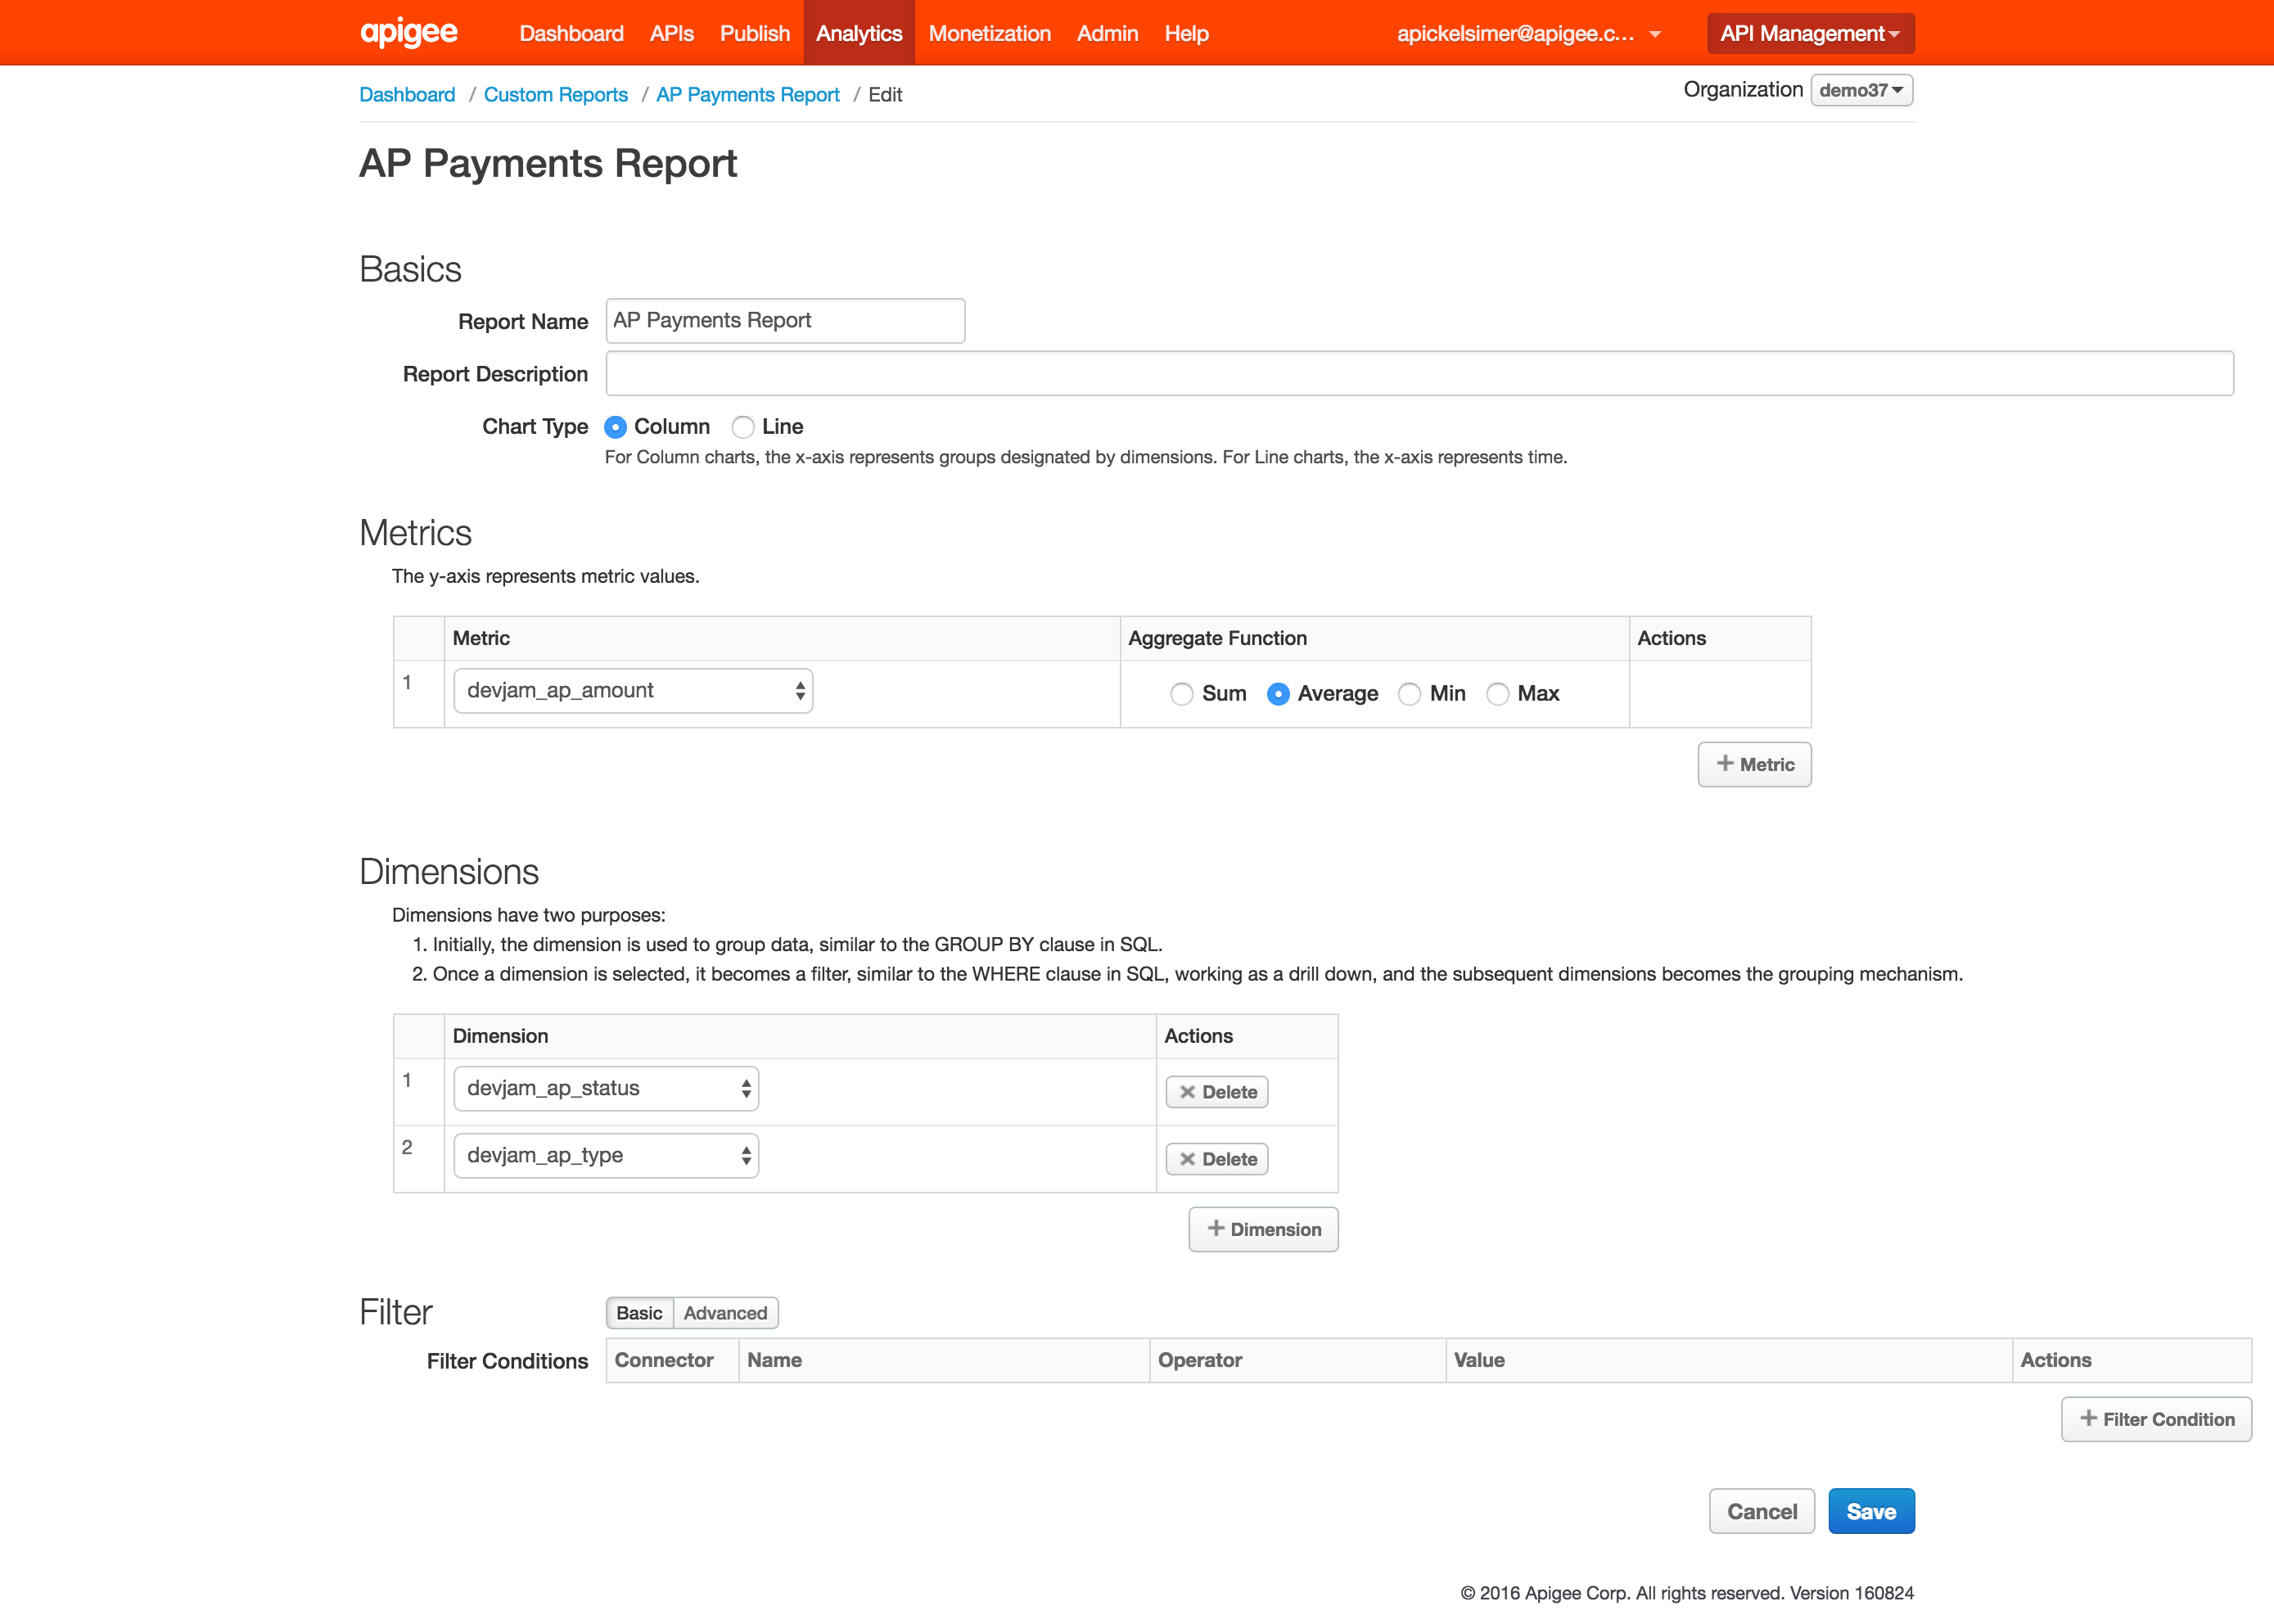 apigee Dashboard APIs Publish Analytics Monetization Admin Help apickelsimer@apigee.c... API Management
Dashboard / Custom Reports / AP Payments Report / Edit Organization demo37
AP Payments Report
Basics
Report Name AP Payments Report
Report Description
Chart Type Column Line
For Column charts, the x-axis represents groups designated by dimensions. For Line charts, the x-axis represents time.
Metrics
The y-axis represents metric values.
Metric Aggregate Function Actions
1 devjam_ap_amount Sum Average Min Max
+ Metric
Dimensions
Dimensions have two purposes:
1. Initially, the dimension is used to group data, similar to the GROUP BY clause in SQL.
2. Once a dimension is selected, it becomes a filter, similar to the WHERE clause in SQL, working as a drill down, and the subsequent dimensions becomes the grouping mechanism.
Dimension Actions
1 devjam_ap_status × Delete
2 devjam_ap_type × Delete
+ Dimension
Filter Basic Advanced
Filter Conditions Connector Name Operator Value Actions
+ Filter Condition
Cancel Save
© 2016 Apigee Corp. All rights reserved. Version 160824